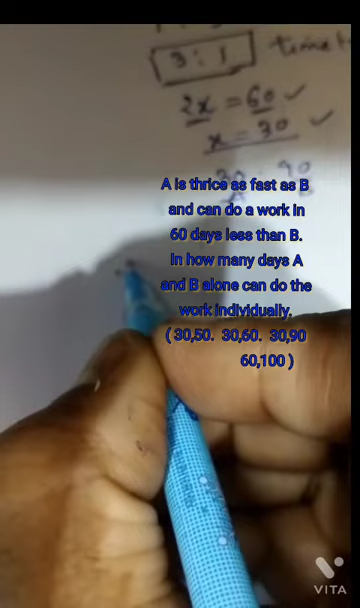 3 : 1 time
2x = 60 ✓
x = 30 ✓
30 90
A is thrice as fast as B
and can do a work in
60 days less than B.
In how many days A
and B alone can do the
work individually.
( 30,50. 30,60. 30,90
60,100 )
VITA